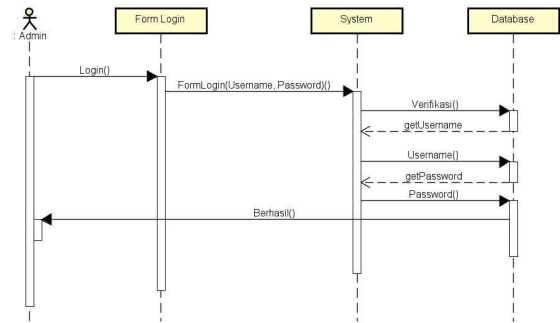 : Admin
Form Login
System
Database
Login()
FormLogin(Username, Password)()
Verifikasi()
getUsername
Username()
getPassword
Password()
Berhasil()